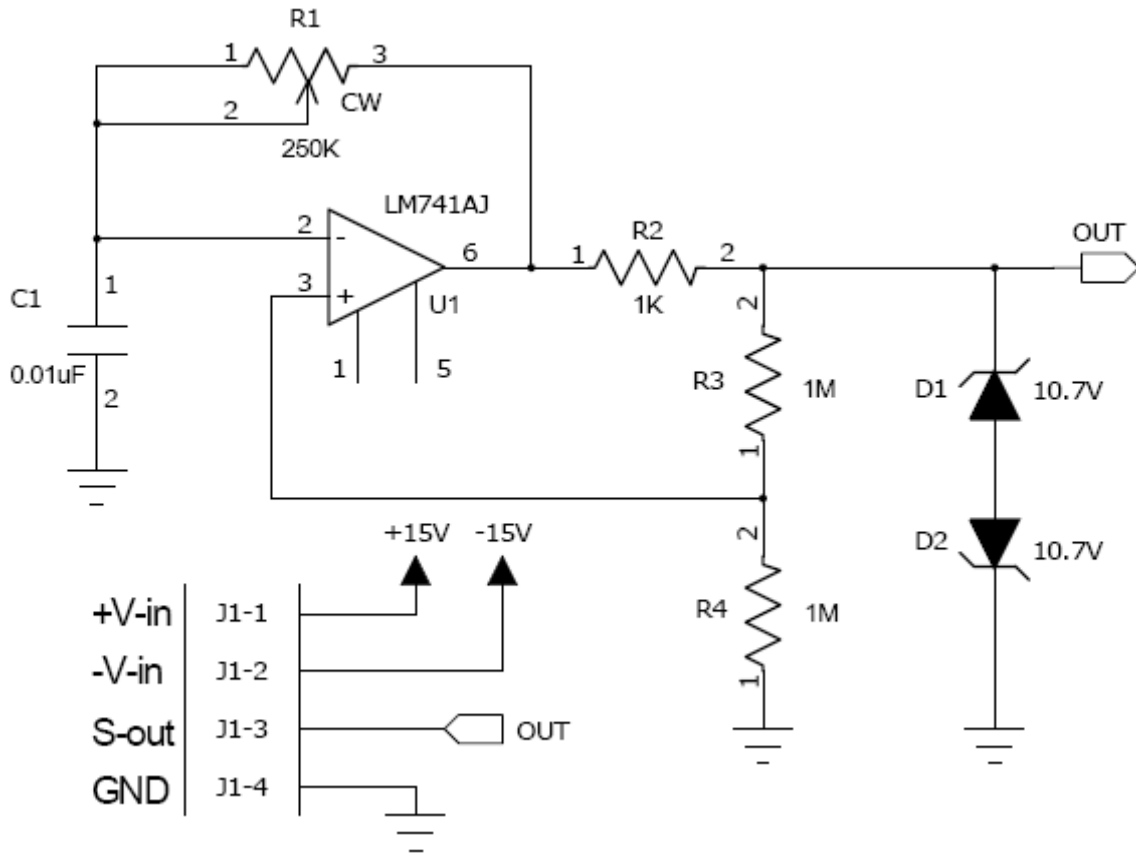 R1
1
3
CW
2
250K
LM741AJ
2
-
6
R2
OUT
1
2
1
3
+
U1
1K
C1
2
1
5
0.01uF
R3
1M
D1
10.7V
2
1
+15V
-15V
2
D2
10.7V
+V-in
J1-1
R4
1M
-V-in
J1-2
1
S-out
J1-3
OUT
GND
J1-4